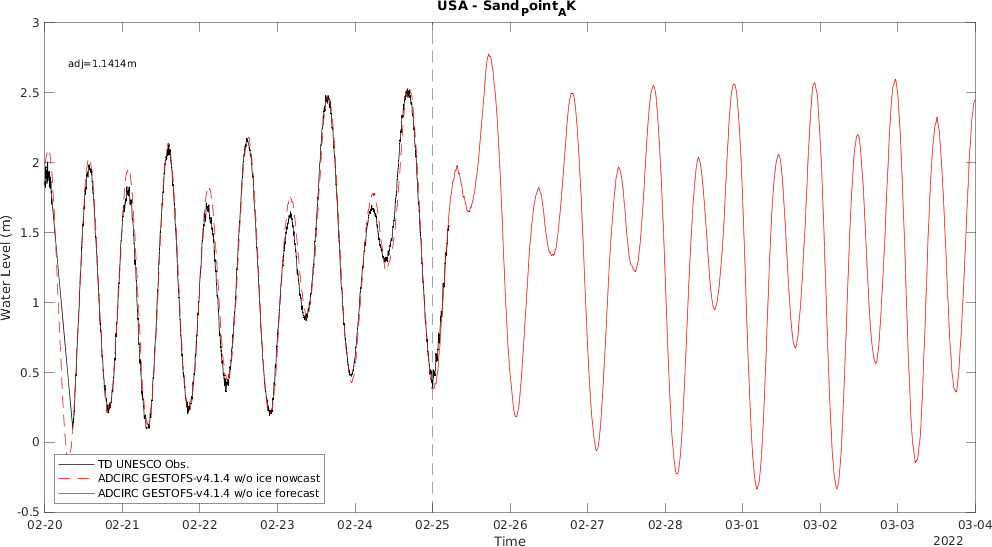 USA - Sand_Point_AK
3
2.5
2
1.5
1
0.5
0
-0.5
Water Level (m)
adj=1.1414m
TD UNESCO Obs.
ADCIRC GESTOFS-v4.1.4 w/o ice nowcast
ADCIRC GESTOFS-v4.1.4 w/o ice forecast
02-20 02-21 02-22 02-23 02-24 02-25 02-26 02-27 02-28 03-01 03-02 03-03 03-04
Time
2022